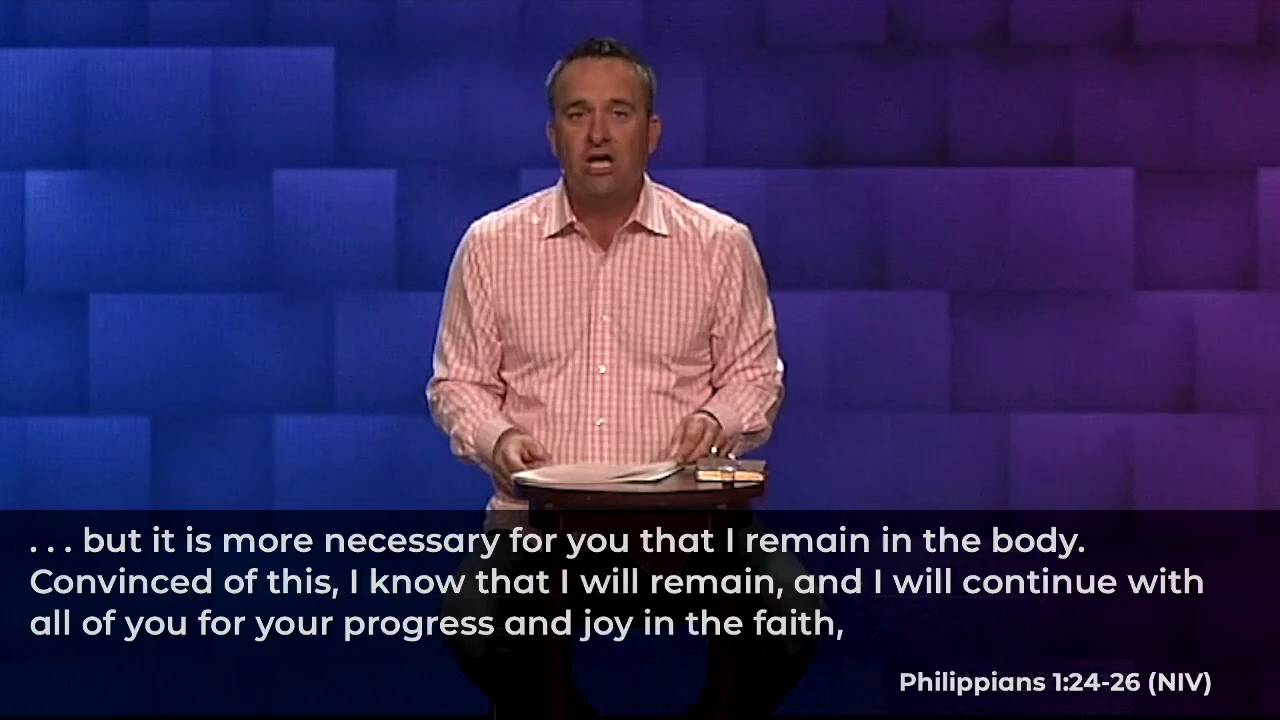 . . . but it is more necessary for you that I remain in the body.
Convinced of this, I know that I will remain, and I will continue with
all of you for your progress and joy in the faith,
Philippians 1:24-26 (NIV)